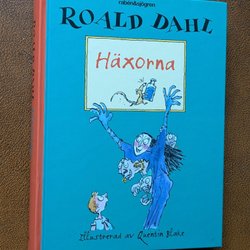 rabén&sjögren
ROALD DAHL
Häxorna
Illustrerad av Quentin Blake